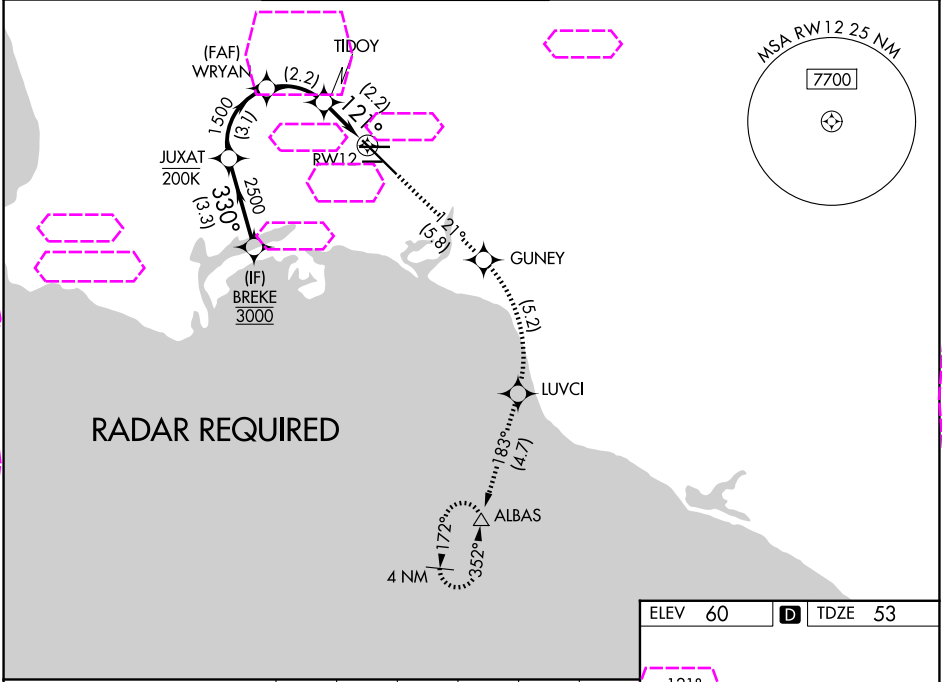 MSA RW12 25 NM
7700
TIDOY
(FAF)
WRYAN
(2.2)
(2.2)
121°
1500
(3.1)
RW12
JUXAT
200K
2500
330°
(3.3)
(IF)
BREKE
3000
121°
(5.8)
GUNEY
(5.2)
LUVCI
RADAR REQUIRED
183°
(4.7)
ALBAS
172°
352°
4 NM
ELEV 60 D TDZE 53